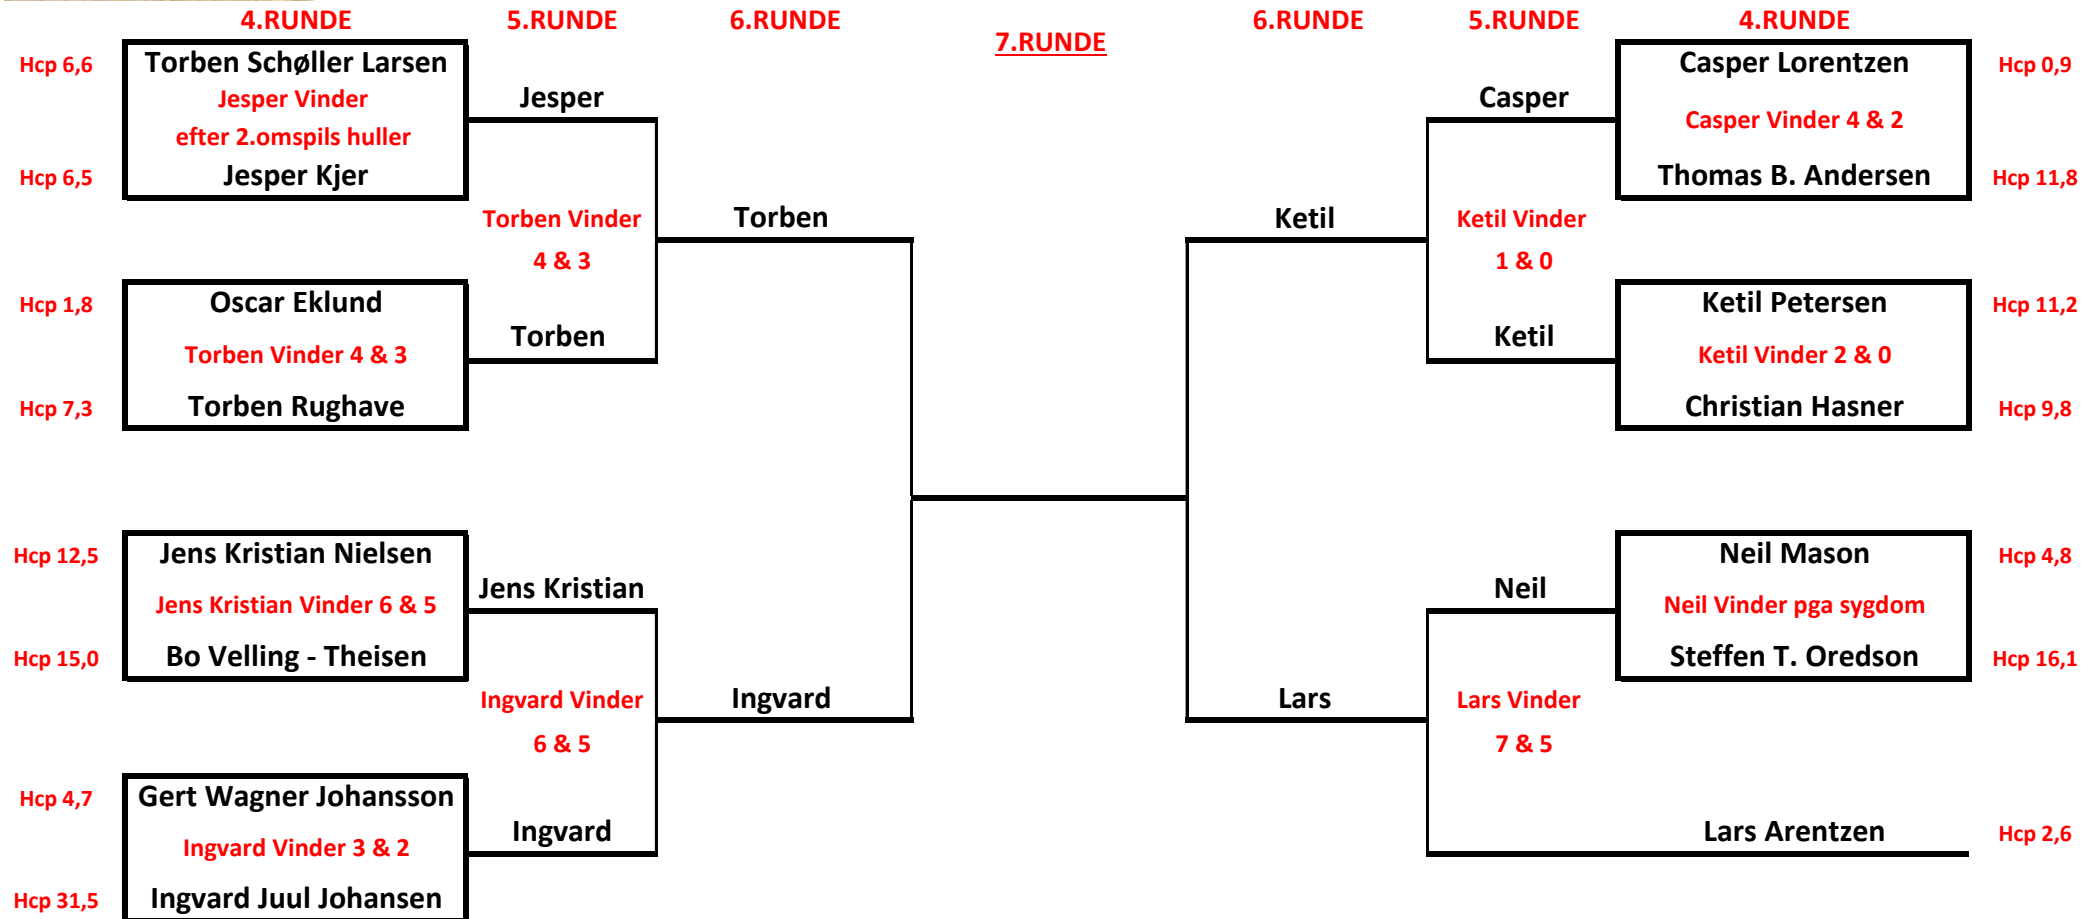 4.RUNDE 5.RUNDE 6.RUNDE 7.RUNDE 6.RUNDE 5.RUNDE 4.RUNDE
Hcp 6,6 Torben Schøller Larsen Casper Lorentzen Hcp 0,9
Jesper Vinder Jesper Casper
efter 2.omspils huller Casper Vinder 4 & 2
Hcp 6,5 Jesper Kjer Thomas B. Andersen Hcp 11,8
Torben Vinder Torben Ketil Ketil Vinder
4 & 3 1 & 0
Hcp 1,8 Oscar Eklund Ketil Petersen Hcp 11,2
Torben Ketil
Torben Vinder 4 & 3 Ketil Vinder 2 & 0
Hcp 7,3 Torben Rughave Christian Hasner Hcp 9,8
Hcp 12,5 Jens Kristian Nielsen Neil Mason Hcp 4,8
Jens Kristian Neil
Jens Kristian Vinder 6 & 5 Neil Vinder pga sygdom
Hcp 15,0 Bo Velling - Theisen Steffen T. Oredson Hcp 16,1
Ingvard Vinder Ingvard Lars Lars Vinder
6 & 5 7 & 5
Hcp 4,7 Gert Wagner Johansson
Ingvard Lars Arentzen Hcp 2,6
Ingvard Vinder 3 & 2
Hcp 31,5 Ingvard Juul Johansen